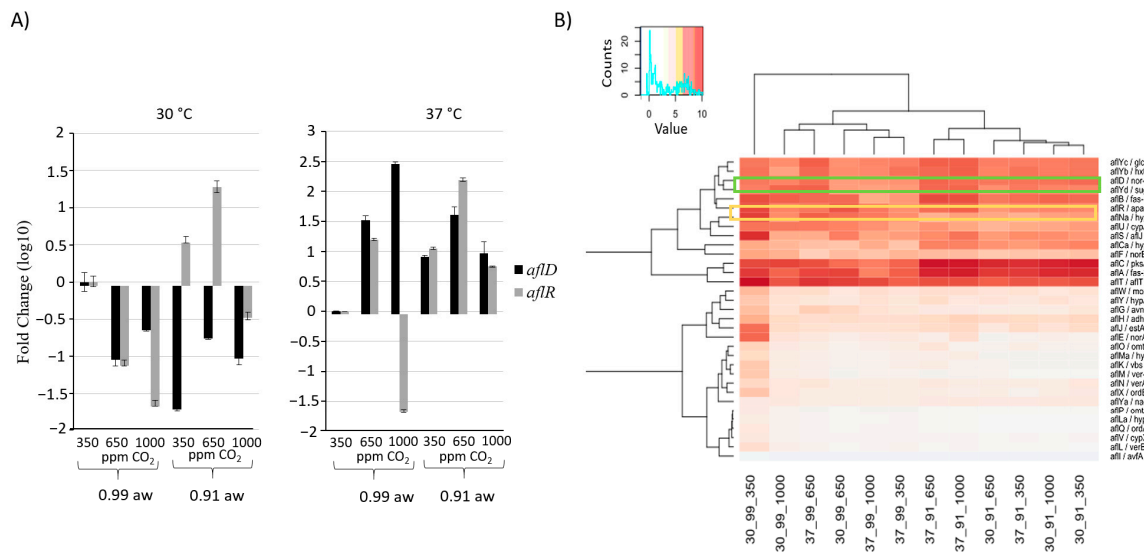 A)
B)
30 °C
37 °C
Fold Change (log10)
2
1.5
1
0.5
0
−0.5
−1
−1.5
−2
3
2.5
2
1.5
1
0.5
0
−0.5
−1
−1.5
−2
350 650 1000 350 650 1000
ppm CO2 ppm CO2
0.99 aw 0.91 aw
350 650 1000 350 650 1000
ppm CO2 ppm CO2
0.99 aw 0.91 aw
aflD
aflR
Counts
0 10 20
0 5 10
Value
aflYc / glc
aflYb / hx
aflD / nor-
aflYd / su
aflB / fas-
aflR / apa
aflNa / hy
aflU / cyp
aflS / aflJ
aflCa / hy
aflF / norB
aflC / pks
aflA / fas-
aflT / aflT
aflW / mo
aflY / hyp
aflG / avn
aflH / adh
aflJ / estA
aflE / nor
aflO / omt
aflMa / hy
aflK / vbs
aflM / ver-
aflN / ver
aflX / ordB
aflYa / na
aflP / omt
aflLa / hyp
aflQ / ord
aflV / cyp
aflL / verB
aflI / avfA
30_99_350
30_99_1000
37_99_650
30_99_650
37_99_1000
37_99_350
37_91_650
37_91_1000
30_91_650
37_91_350
30_91_1000
30_91_350